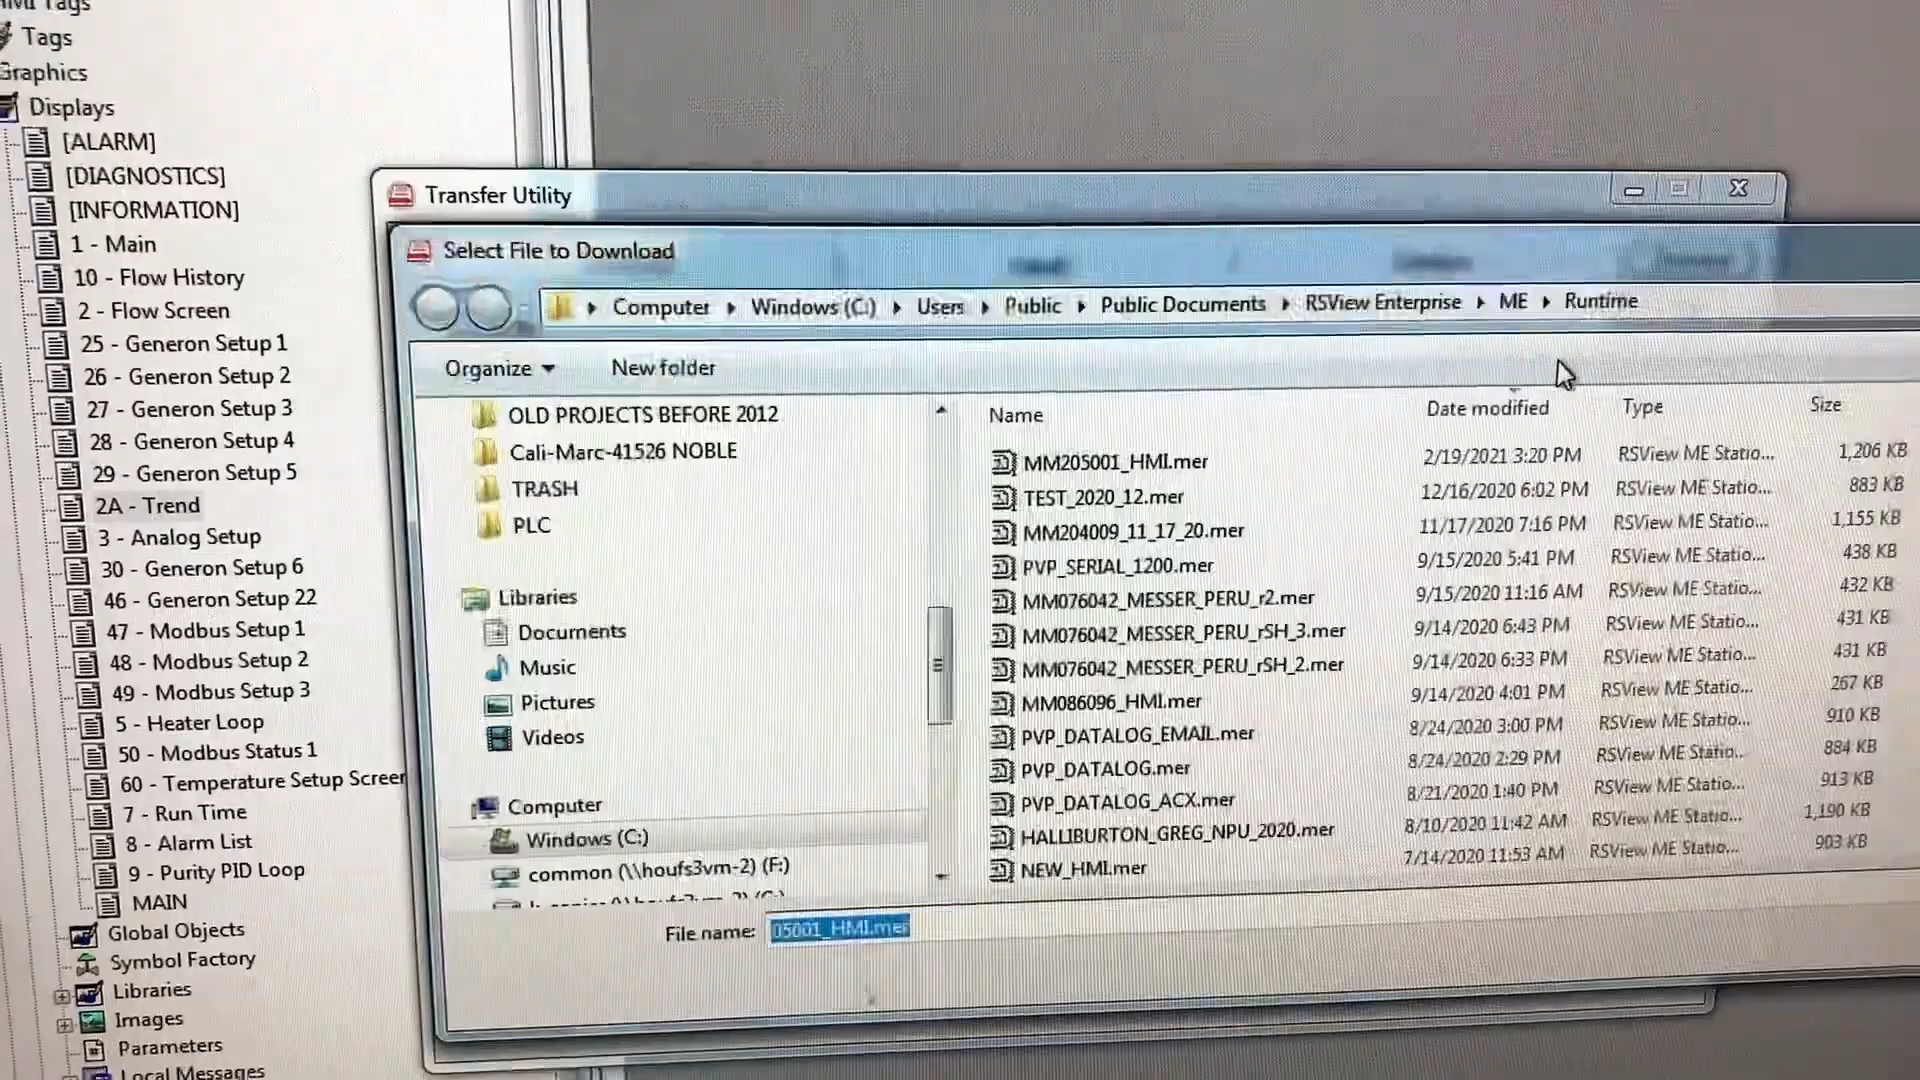 Tags
Tags
Graphics
Displays
[ALARM]
[DIAGNOSTICS]
[INFORMATION]
1 - Main
10 - Flow History
2 - Flow Screen
25 - Generon Setup 1
26 - Generon Setup 2
27 - Generon Setup 3
28 - Generon Setup 4
29 - Generon Setup 5
2A - Trend
3 - Analog Setup
30 - Generon Setup 6
46 - Generon Setup 22
47 - Modbus Setup 1
48 - Modbus Setup 2
49 - Modbus Setup 3
5 - Heater Loop
50 - Modbus Status 1
60 - Temperature Setup Screen
7 - Run Time
8 - Alarm List
9 - Purity PID Loop
MAIN
Global Objects
Symbol Factory
Libraries
Images
Parameters
Local Messages
Transfer Utility
Select File to Download
Computer Windows (C:) Users Public Public Documents RSView Enterprise ME Runtime
Organize New folder
OLD PROJECTS BEFORE 2012
Cali-Marc-41526 NOBLE
TRASH
PLC
Libraries
Documents
Music
Pictures
Videos
Computer
Windows (C:)
common (\\houfs3vm-2) (F:)
Name Date modified Type Size
MM205001_HMI.mer 2/19/2021 3:20 PM RSView ME Statio... 1,206 KB
TEST_2020_12.mer 12/16/2020 6:02 PM RSView ME Statio... 883 KB
MM204009_11_17_20.mer 11/17/2020 7:16 PM RSView ME Statio... 1,155 KB
PVP_SERIAL_1200.mer 9/15/2020 5:41 PM RSView ME Statio... 438 KB
MM076042_MESSER_PERU_r2.mer 9/15/2020 11:16 AM RSView ME Statio... 432 KB
MM076042_MESSER_PERU_rSH_3.mer 9/14/2020 6:43 PM RSView ME Statio... 431 KB
MM076042_MESSER_PERU_rSH_2.mer 9/14/2020 6:33 PM RSView ME Statio... 431 KB
MM086096_HMI.mer 9/14/2020 4:01 PM RSView ME Statio... 267 KB
PVP_DATALOG_EMAIL.mer 8/24/2020 3:00 PM RSView ME Statio... 910 KB
PVP_DATALOG.mer 8/24/2020 2:29 PM RSView ME Statio... 884 KB
PVP_DATALOG_ACX.mer 8/21/2020 1:40 PM RSView ME Statio... 913 KB
HALLIBURTON_GREG_NPU_2020.mer 8/10/2020 11:42 AM RSView ME Statio... 1,190 KB
NEW_HMI.mer 7/14/2020 11:53 AM RSView ME Statio... 903 KB
File name: 05001_HMI.mer